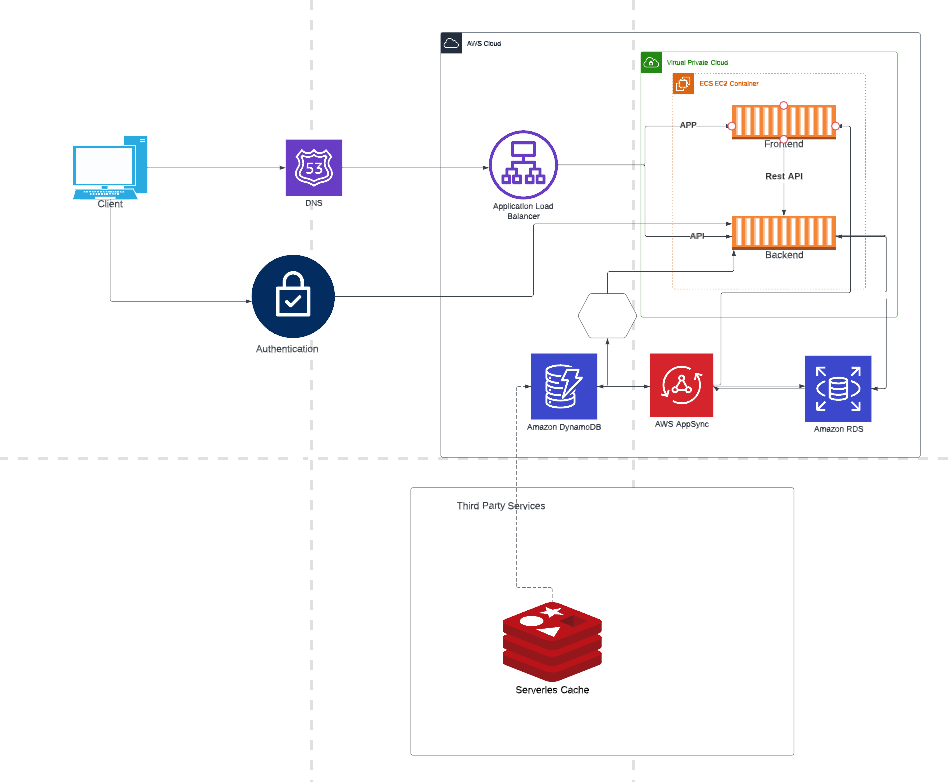 AWS Cloud
Virtual Private Cloud
ECS EC2 Container
APP
Frontend
Rest API
53
Client
DNS
Application Load
Balancer
API
Backend
Authentication
Amazon DynamoDB
AWS AppSync
Amazon RDS
Third Party Services
Serverles Cache